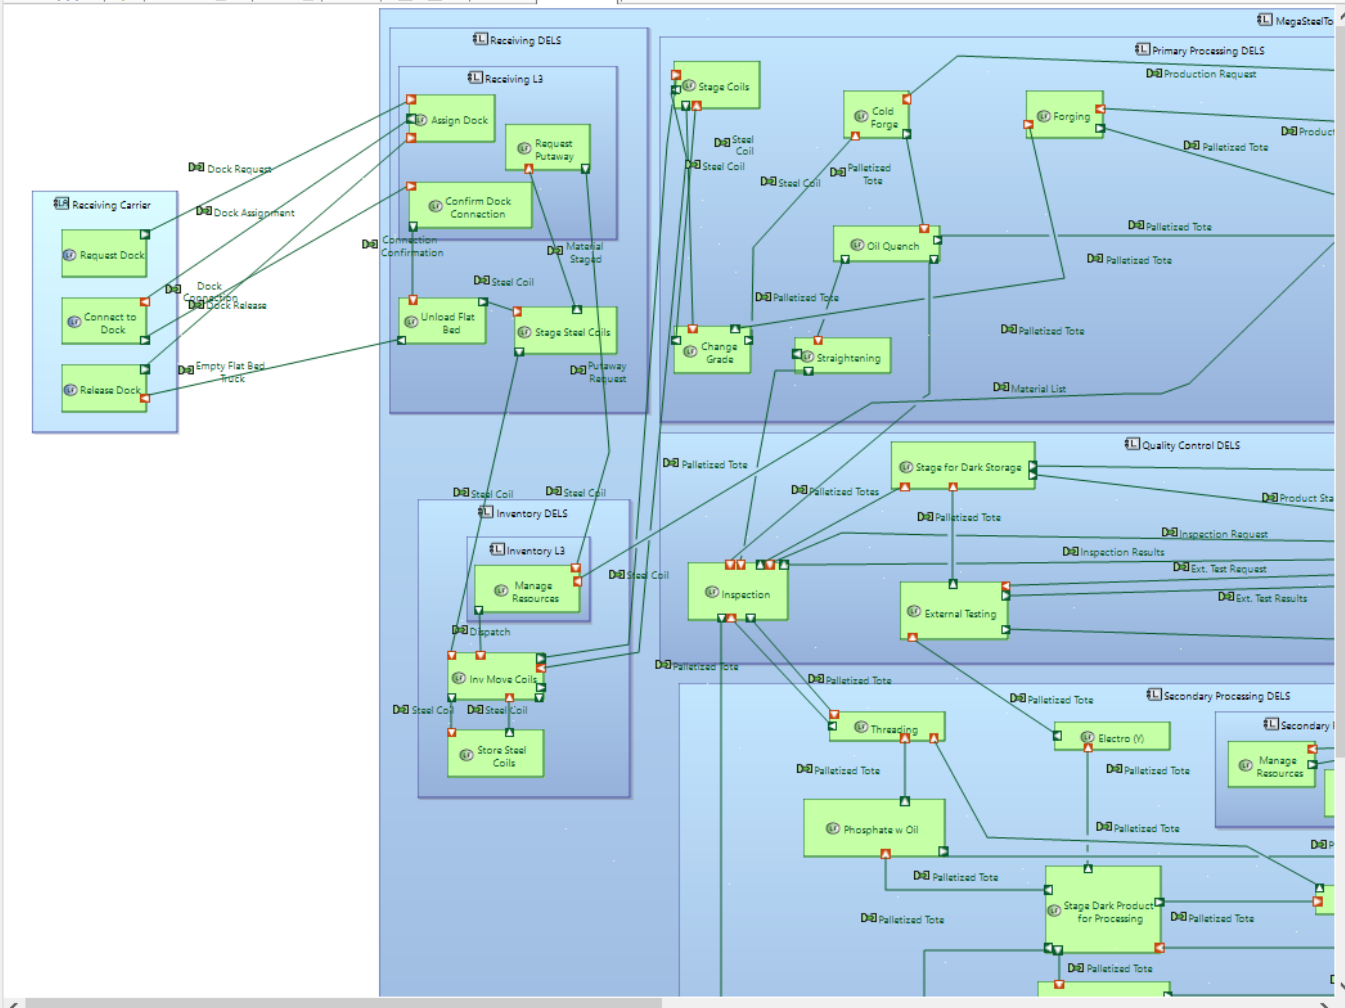 MegaSteelTo
Receiving DELS
Primary Processing DELS
Receiving L3
Production Request
Stage Coils
Assign Dock
Cold
Forge
Forging
Product
Request
Putaway
Steel
Coil
Palletized Tote
Dock Request
Steel Coil
Palletized
Tote
Steel Coil
Receiving Carrier
Confirm Dock
Connection
Dock Assignment
Palletized Tote
Request Dock
Connection
Confirmation
Material
Staged
Oil Quench
Palletized Tote
Steel Coil
Dock
Connection
Dock Release
Palletized Tote
Connect to
Dock
Unload Flat
Bed
Stage Steel Coils
Palletized Tote
Change
Grade
Straightening
Empty Flat Bed
Truck
Putaway
Request
Release Dock
Material List
Quality Control DELS
Palletized Tote
Stage for Dark Storage
Steel Coil
Steel Coil
Palletized Totes
Product Sta
Inventory DELS
Palletized Tote
Inspection Request
Inventory L3
Inspection Results
Steel Coil
Ext. Test Request
Manage
Resources
Inspection
Ext. Test Results
External Testing
Dispatch
Palletized Tote
Inv Move Coils
Palletized Tote
Secondary Processing DELS
Palletized Tote
Steel Coil
Steel Coil
Threading
Electro (Y)
Secondary
Store Steel
Coils
Manage
Resources
Palletized Tote
Palletized Tote
Phosphate w Oil
Palletized Tote
P
Palletized Tote
Stage Dark Product
for Processing
Palletized Tote
Palletized Tote
Palletized Tote